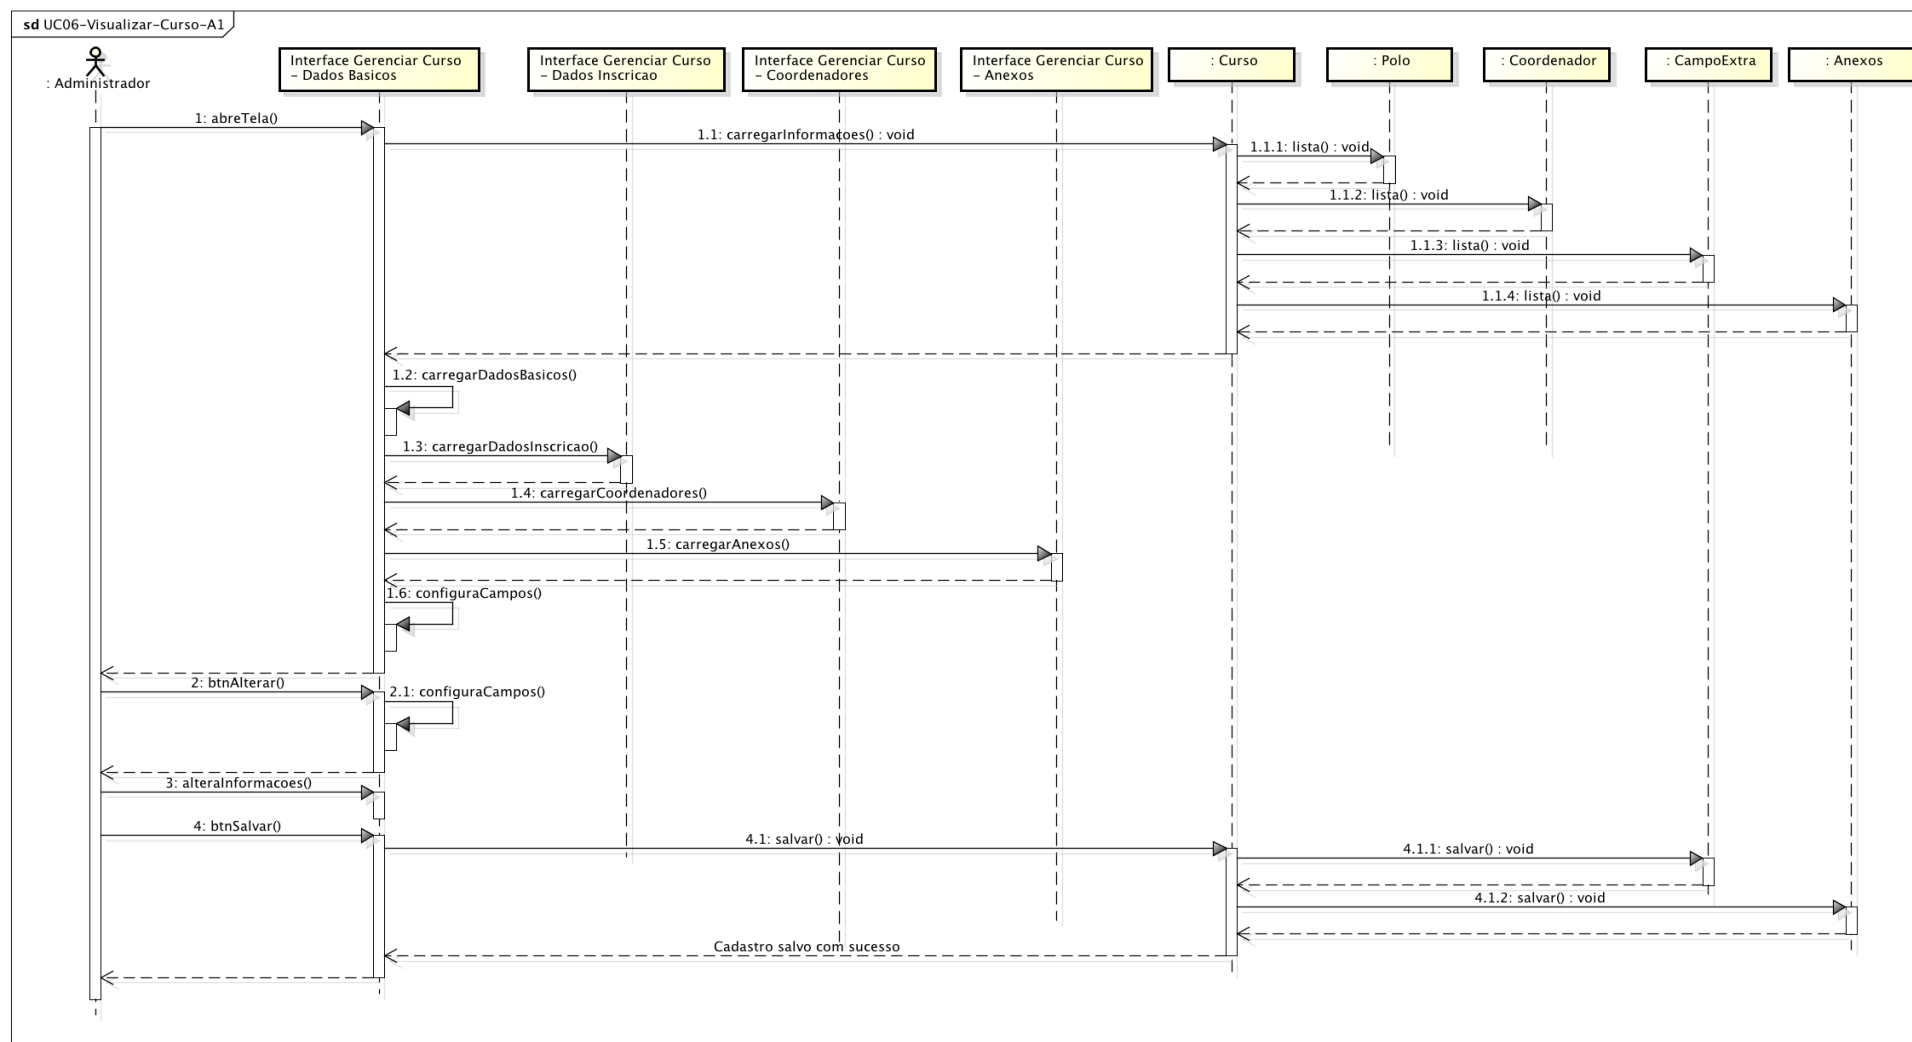 sd UC06-Visualizar-Curso-A1
: Administrador
Interface Gerenciar Curso
- Dados Basicos
Interface Gerenciar Curso
- Dados Inscricao
Interface Gerenciar Curso
- Coordenadores
Interface Gerenciar Curso
- Anexos
: Curso
: Polo
: Coordenador
: CampoExtra
: Anexos
1: abreTela()
1.1: carregarInformacoes() : void
1.1.1: lista() : void
1.1.2: lista() : void
1.1.3: lista() : void
1.1.4: lista() : void
1.2: carregarDadosBasicos()
1.3: carregarDadosInscricao()
1.4: carregarCoordenadores()
1.5: carregarAnexos()
1.6: configuraCampos()
2: btnAlterar()
2.1: configuraCampos()
3: alteraInformacoes()
4: btnSalvar()
4.1: salvar() : void
4.1.1: salvar() : void
4.1.2: salvar() : void
Cadastro salvo com sucesso